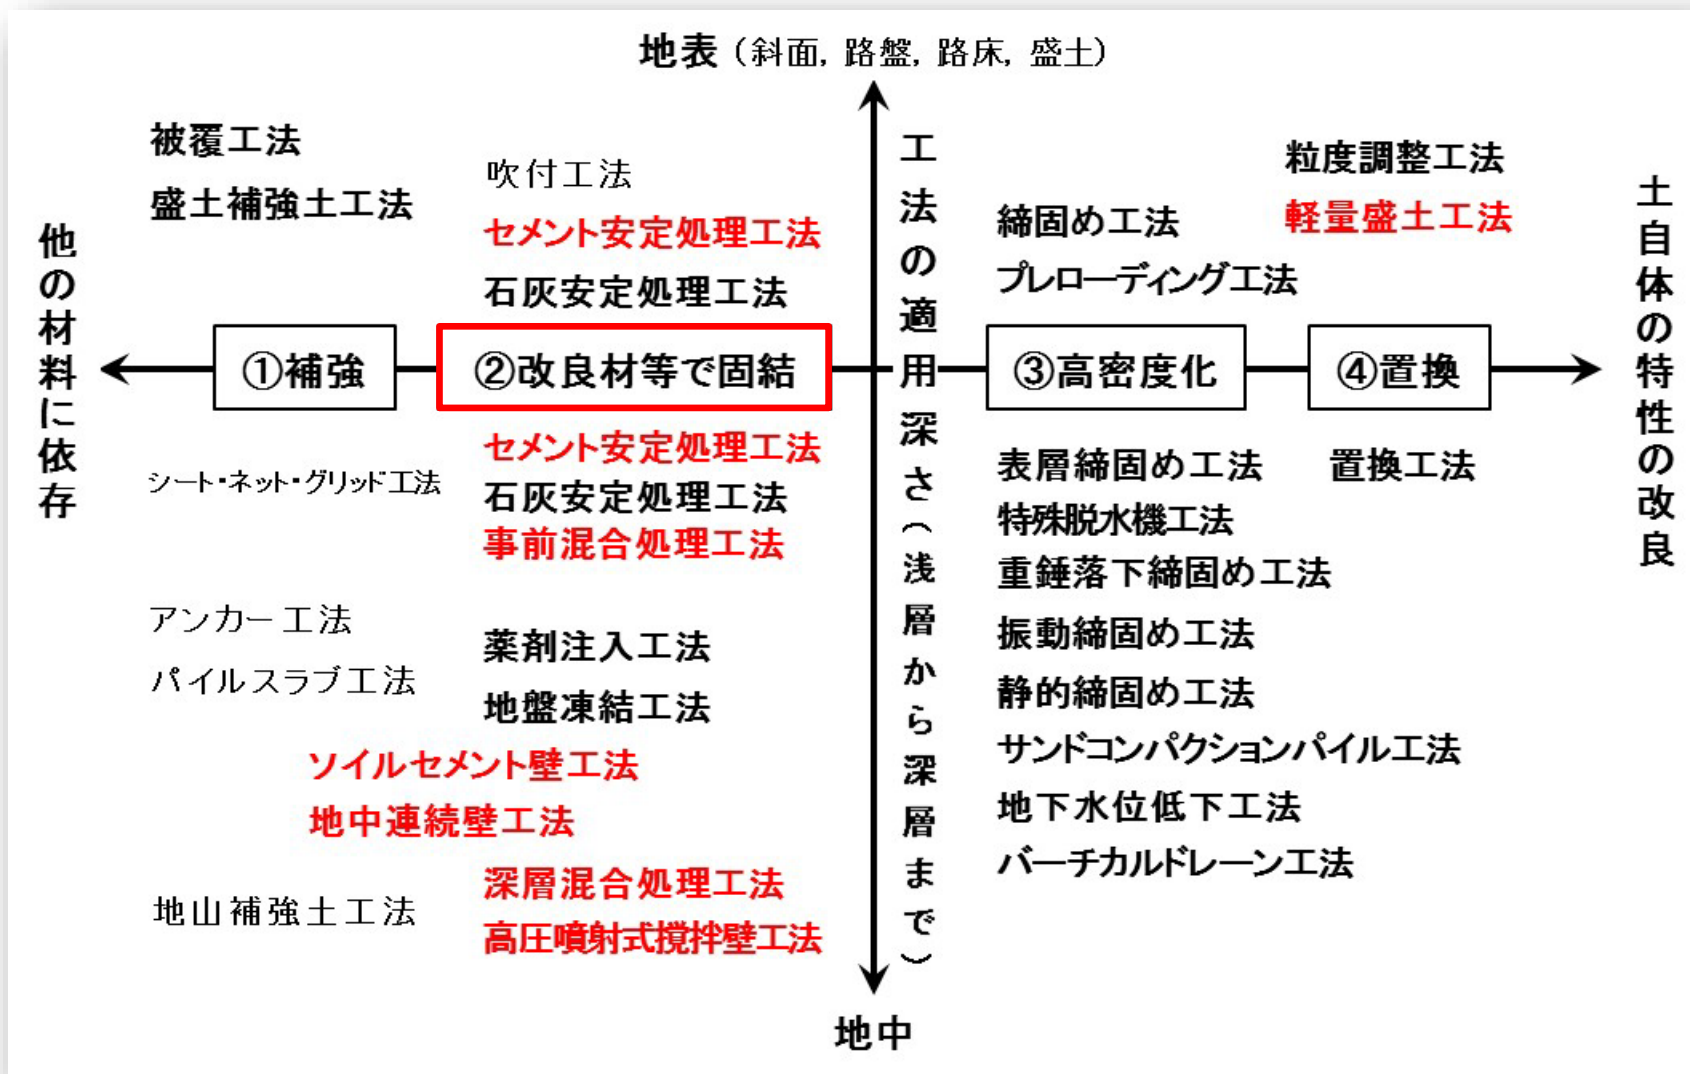 地表（斜面, 路盤, 路床, 盛土）
被覆工法
盛土補強土工法
吹付工法
セメント安定処理工法
石灰安定処理工法
工法の適用深さ（浅層から深層まで）
締固め工法
プレローディング工法
粒度調整工法
軽量盛土工法
他の材料に依存
①補強
②改良材等で固結
③高密度化
④置換
土自体の特性の改良
シート・ネット・グリッド工法
セメント安定処理工法
石灰安定処理工法
事前混合処理工法
アンカー工法
パイルスラブ工法
薬剤注入工法
地盤凍結工法
ソイルセメント壁工法
地中連続壁工法
地山補強土工法
深層混合処理工法
高圧噴射式撹拌壁工法
表層締固め工法
特殊脱水機工法
重錘落下締固め工法
振動締固め工法
静的締固め工法
サンドコンパクションパイル工法
地下水位低下工法
バーチカルドレーン工法
置換工法
地中